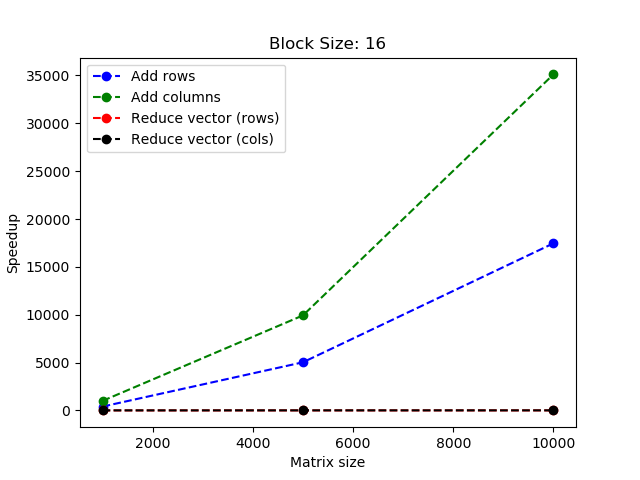 Block Size: 16
Add rows
Add columns
Reduce vector (rows)
Reduce vector (cols)
35000
30000
25000
20000
15000
10000
5000
0
Speedup
2000 4000 6000 8000 10000
Matrix size